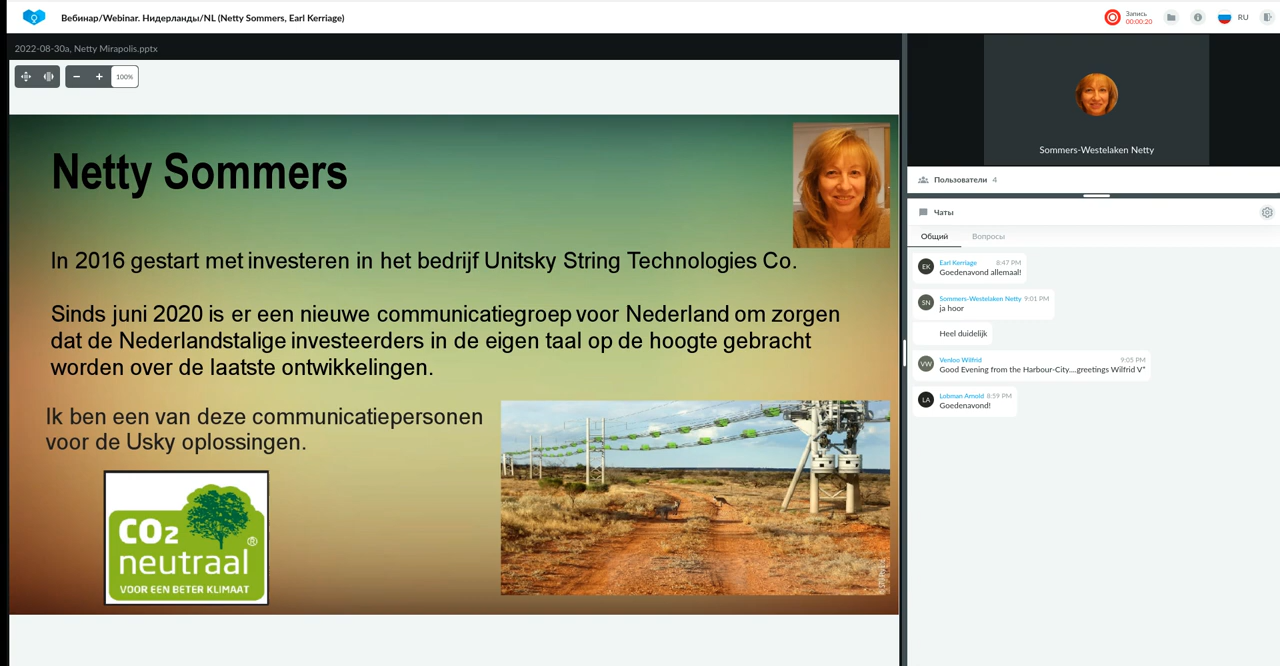 Вебинар/Webinar. Нидерланды/NL (Netty Sommers, Earl Kerriage)
Запись
00:00:20
RU
2022-08-30a, Netty Mirapolis.pptx
100%
Netty Sommers
In 2016 gestart met investeren in het bedrijf Unitsky String Technologies Co.
Sinds juni 2020 is er een nieuwe communicatiegroep voor Nederland om zorgen
dat de Nederlandstalige investeerders in de eigen taal op de hoogte gebracht
worden over de laatste ontwikkelingen.
Ik ben een van deze communicatiepersonen
voor de Usky oplossingen.
CO2
neutraal
®
VOOR EEN BETER KLIMAAT
Sommers-Westelaken Netty
Пользователи 4
Чаты
Общий Вопросы
EK
Earl Kerriage 8:47 PM
Goedenavond allemaal!
SN
Sommers-Westelaken Netty 9:01 PM
ja hoor
Heel duidelijk
VW
Venloo Wilfrid 9:05 PM
Good Evening from the Harbour-City....greetings Wilfrid V"
LA
Lobman Arnold 8:59 PM
Goedenavond!